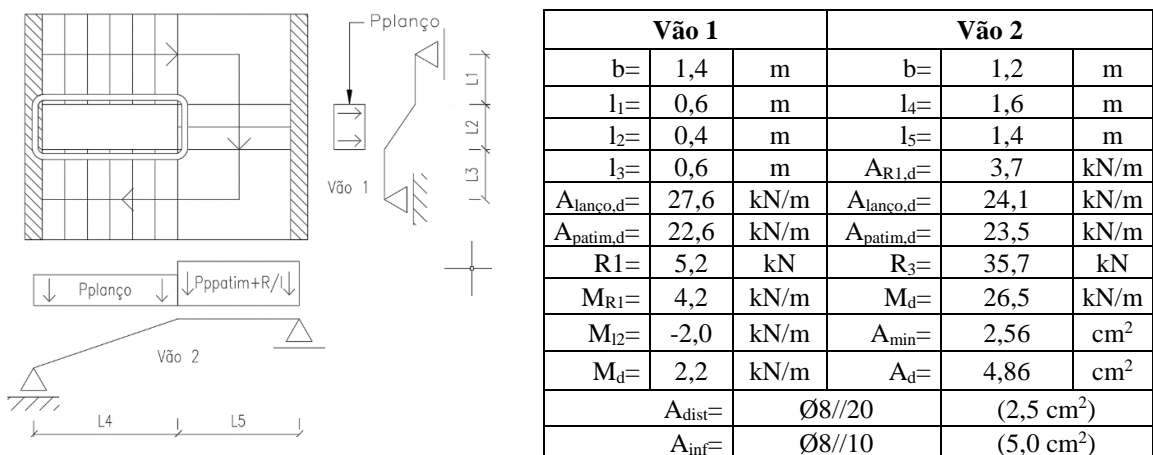 Pplanço
L1
L2
L3
Vão 1
Pplanço
Pppatim+R/l
Vão 2
L4
L5
Vão 1 Vão 2
b= 1,4 m b= 1,2 m
l1= 0,6 m l4= 1,6 m
l2= 0,4 m l5= 1,4 m
l3= 0,6 m AR1,d= 3,7 kN/m
Alanço,d= 27,6 kN/m Alanço,d= 24,1 kN/m
Apatim,d= 22,6 kN/m Apatim,d= 23,5 kN/m
R1= 5,2 kN R3= 35,7 kN
MR1= 4,2 kN/m Md= 26,5 kN/m
Ml2= -2,0 kN/m Amin= 2,56 cm2
Md= 2,2 kN/m Ad= 4,86 cm2
Adist= Ø8//20 (2,5 cm2)
Ainf= Ø8//10 (5,0 cm2)